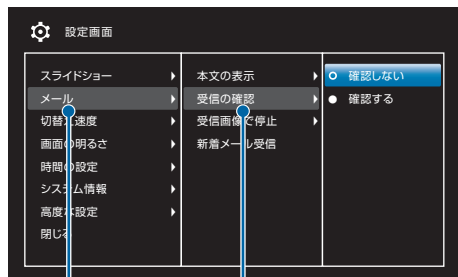 設定画面
スライドショー
メール
切替え速度
画面の明るさ
時間の設定
システム情報
高度な設定
閉じる
本文の表示
受信の確認
受信画像で停止
新着メール受信
確認しない
確認する